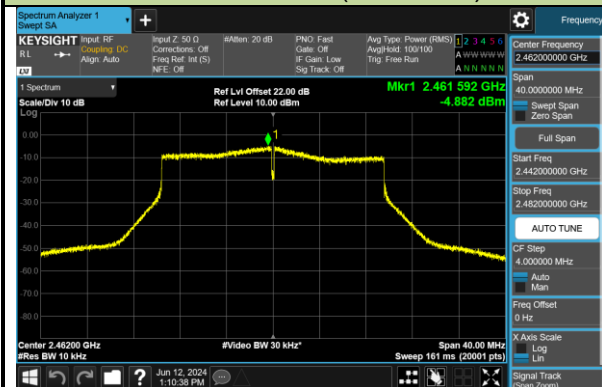 Spectrum Analyzer 1
Swept SA
+
Frequency
KEYSIGHT
Input: RF
Coupling: DC
Align: Auto
Input Z: 50 Ω
Corrections: Off
Freq Ref: Int (S)
NFE: Off
#Atten: 20 dB
PNO: Fast
Gate: Off
IF Gain: Low
Sig Track: Off
Avg Type: Power (RMS)
Avg|Hold: 100/100
Trig: Free Run
1 2 3 4 5 6
A W W W W W
A N N N N N
R L
LXI
1 Spectrum
Scale/Div 10 dB
Ref Lvl Offset 22.00 dB
Ref Level 10.00 dBm
Mkr1 2.461 592 GHz
-4.882 dBm
Log
1
0.00
-10.0
-20.0
-30.0
-40.0
-50.0
-60.0
-70.0
-80.0
Center 2.46200 GHz
#Res BW 10 kHz
#Video BW 30 kHz*
Span 40.00 MHz
Sweep 161 ms (20001 pts)
Jun 12, 2024
1:10:38 PM
?
Center Frequency
2.462000000 GHz
Span
40.0000000 MHz
Swept Span
Zero Span
Full Span
Start Freq
2.442000000 GHz
Stop Freq
2.482000000 GHz
AUTO TUNE
CF Step
4.000000 MHz
Auto
Man
Freq Offset
0 Hz
X Axis Scale
Log
Lin
Signal Track
(Span Zoom)